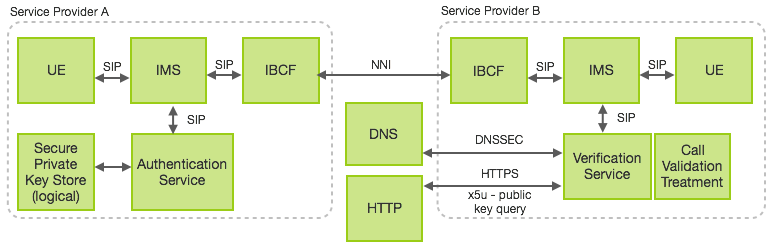 Service Provider A
Service Provider B
UE
SIP
IMS
SIP
IBCF
NNI
IBCF
SIP
IMS
SIP
UE
SIP
SIP
Secure
Private
Key Store
(logical)
Authentication
Service
DNS
DNSSEC
HTTPS
x5u - public
key query
HTTP
Verification
Service
Call
Validation
Treatment